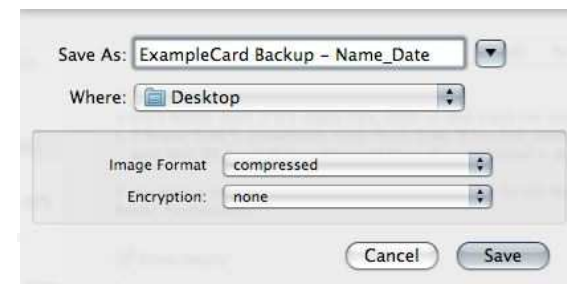 Save As: ExampleCard Backup – Name_Date
Where: Desktop
Image Format compressed
Encryption: none
Cancel Save